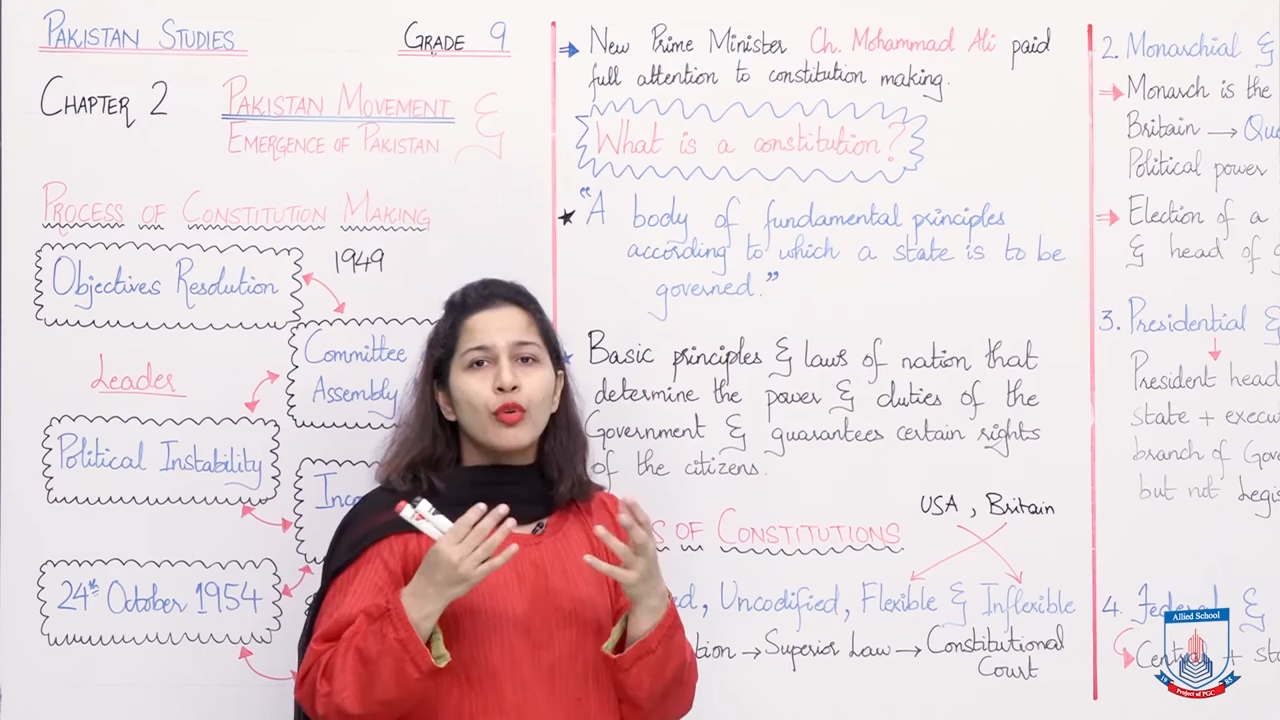 PAKISTAN STUDIES
GRADE 9
CHAPTER 2
PAKISTAN MOVEMENT &
EMERGENCE OF PAKISTAN
PROCESS OF CONSTITUTION MAKING
Objectives Resolution
1949
Committee
Assembly
Leader
Political Instability
24th October 1954
New Prime Minister Ch. Mohammad Ali paid
full attention to constitution making.
What is a constitution?
"A body of fundamental principles
according to which a state is to be
governed."
Basic principles & laws of nation that
determine the power & duties of the
Government & guarantees certain rights
of the citizens.
USA, Britain
OF CONSTITUTIONS
Uncodified, Flexible & Inflexible
→ Superior Law → Constitutional
Court
2. Monarchial &
→ Monarch is the
Britain →
Political power
→ Election of a
& head of
3. Presidential &
President head
state +
branch of
but not
4. Federal &
Allied School
19 85
Project of PGC